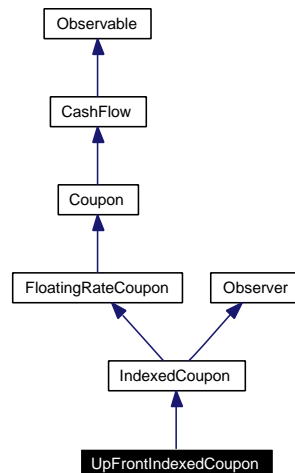 Observable
CashFlow
Coupon
FloatingRateCoupon
Observer
IndexedCoupon
UpFrontIndexedCoupon